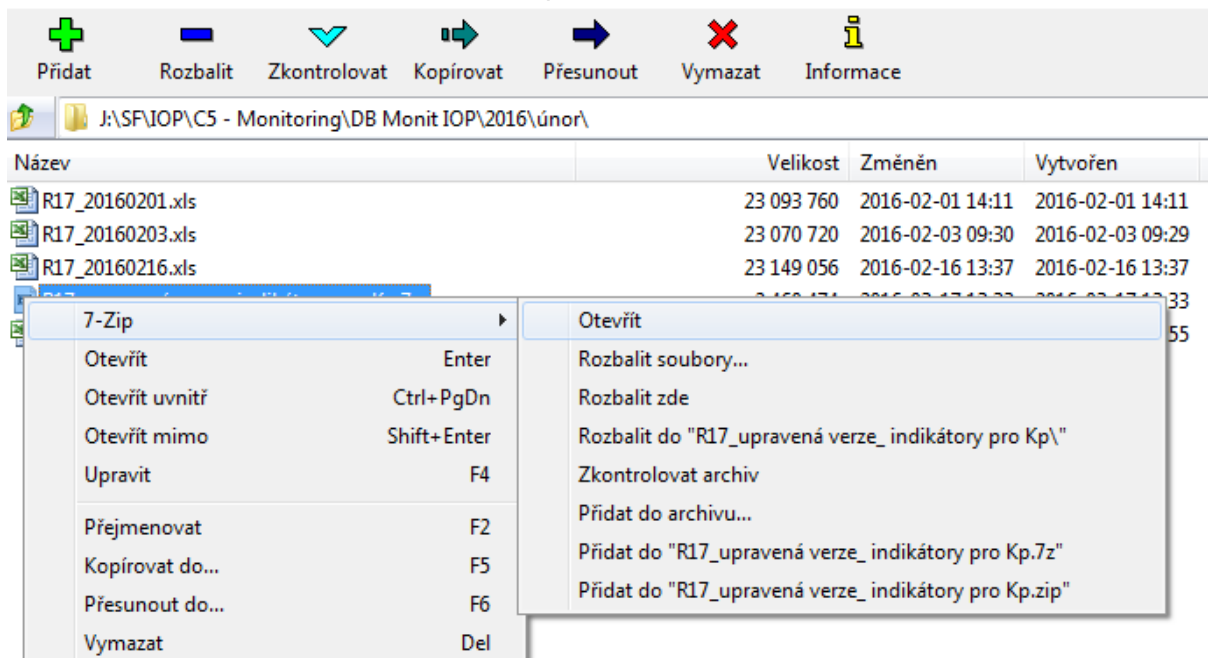 Přidat Rozbalit Zkontrolovat Kopírovat Přesunout Vymazat Informace
J:\SF\IOP\C5 - Monitoring\DB Monit IOP\2016\únor\
Název Velikost Změněn Vytvořen
R17_20160201.xls 23 093 760 2016-02-01 14:11 2016-02-01 14:11
R17_20160203.xls 23 070 720 2016-02-03 09:30 2016-02-03 09:29
R17_20160216.xls 23 149 056 2016-02-16 13:37 2016-02-16 13:37
33
55
7-Zip
Otevřít Enter
Otevřít uvnitř Ctrl+PgDn
Otevřít mimo Shift+Enter
Upravit F4
Přejmenovat F2
Kopírovat do... F5
Přesunout do... F6
Vymazat Del
Otevřít
Rozbalit soubory...
Rozbalit zde
Rozbalit do "R17_upravená verze_ indikátory pro Kp\"
Zkontrolovat archiv
Přidat do archivu...
Přidat do "R17_upravená verze_ indikátory pro Kp.7z"
Přidat do "R17_upravená verze_ indikátory pro Kp.zip"